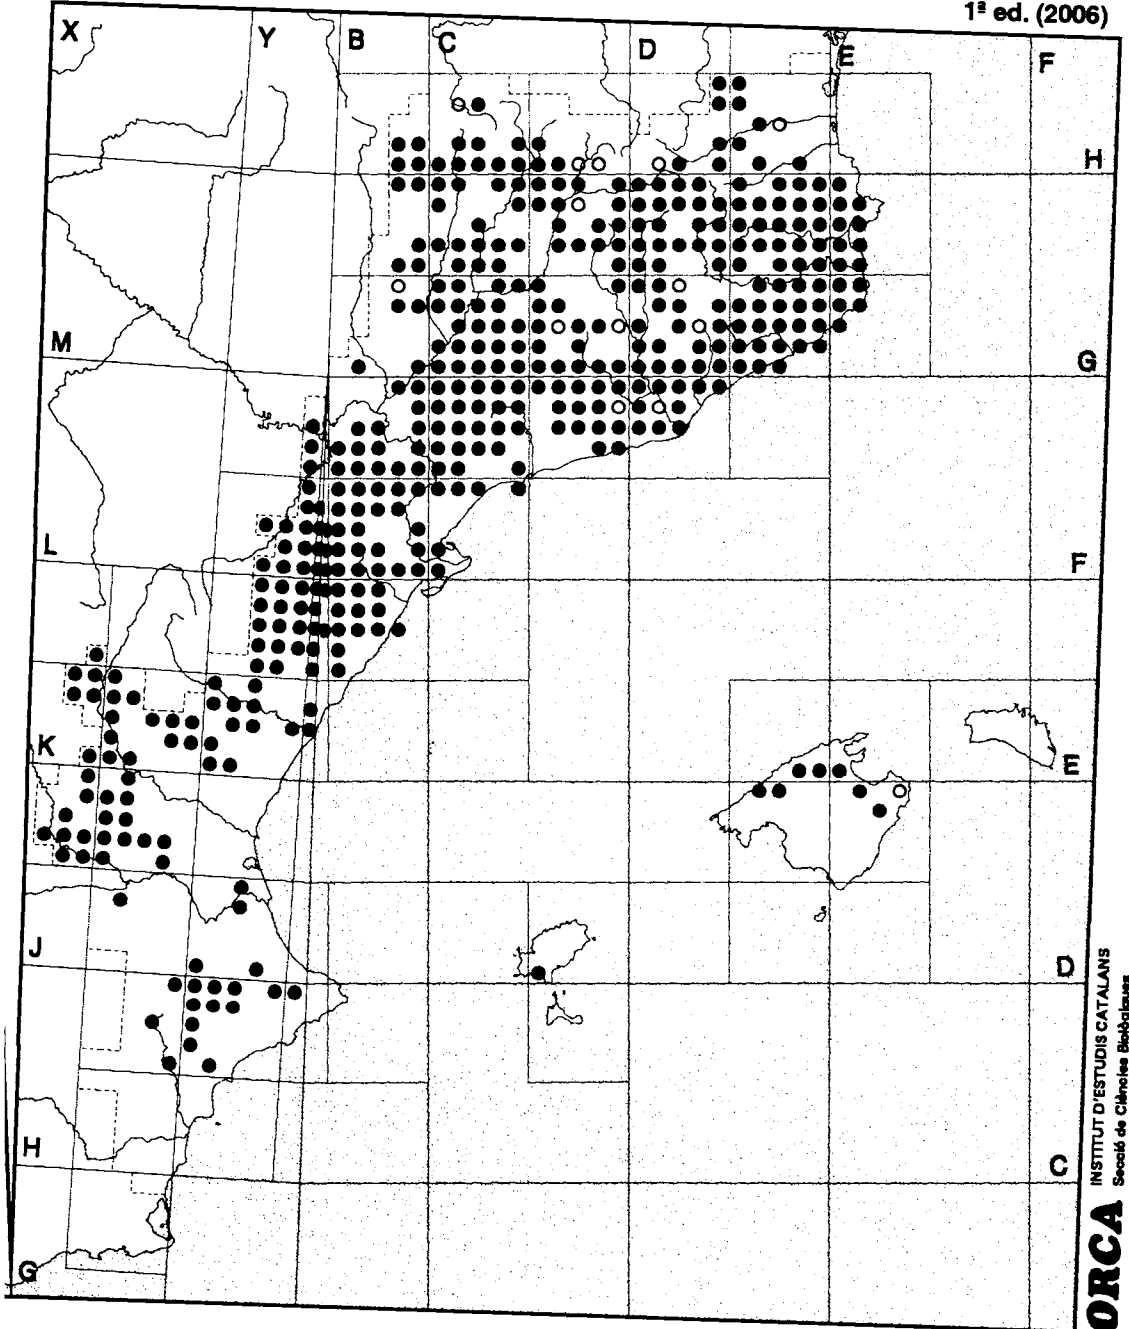 1ª ed. (2006)
X
Y
B
C
D
E
F
H
M
G
L
F
K
E
J
D
H
C
G
ORCA
INSTITUT D'ESTUDIS CATALANS
Secció de Ciències Biològiques